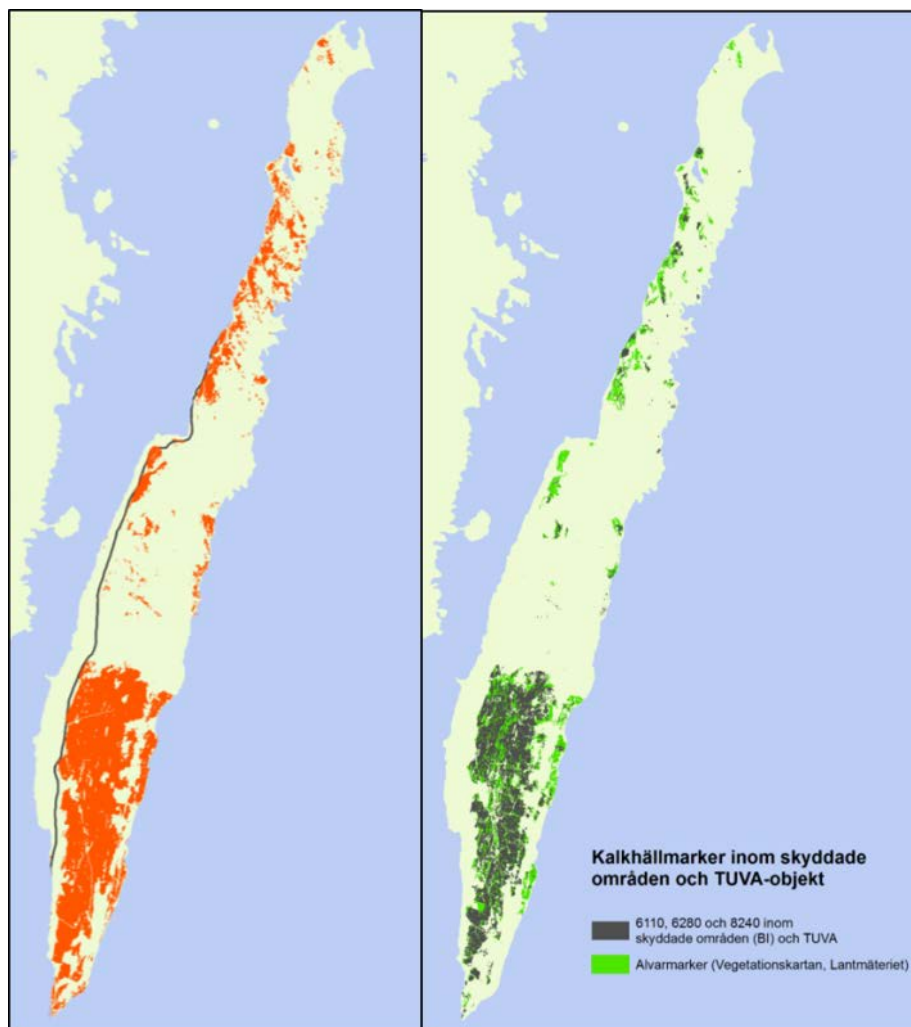 Kalkhällmarker inom skyddade
områden och TUVA-objekt
6110, 6280 och 8240 inom
skyddade områden (BI) och TUVA
Alvarmarker (Vegetationskartan, Lantmäteriet)